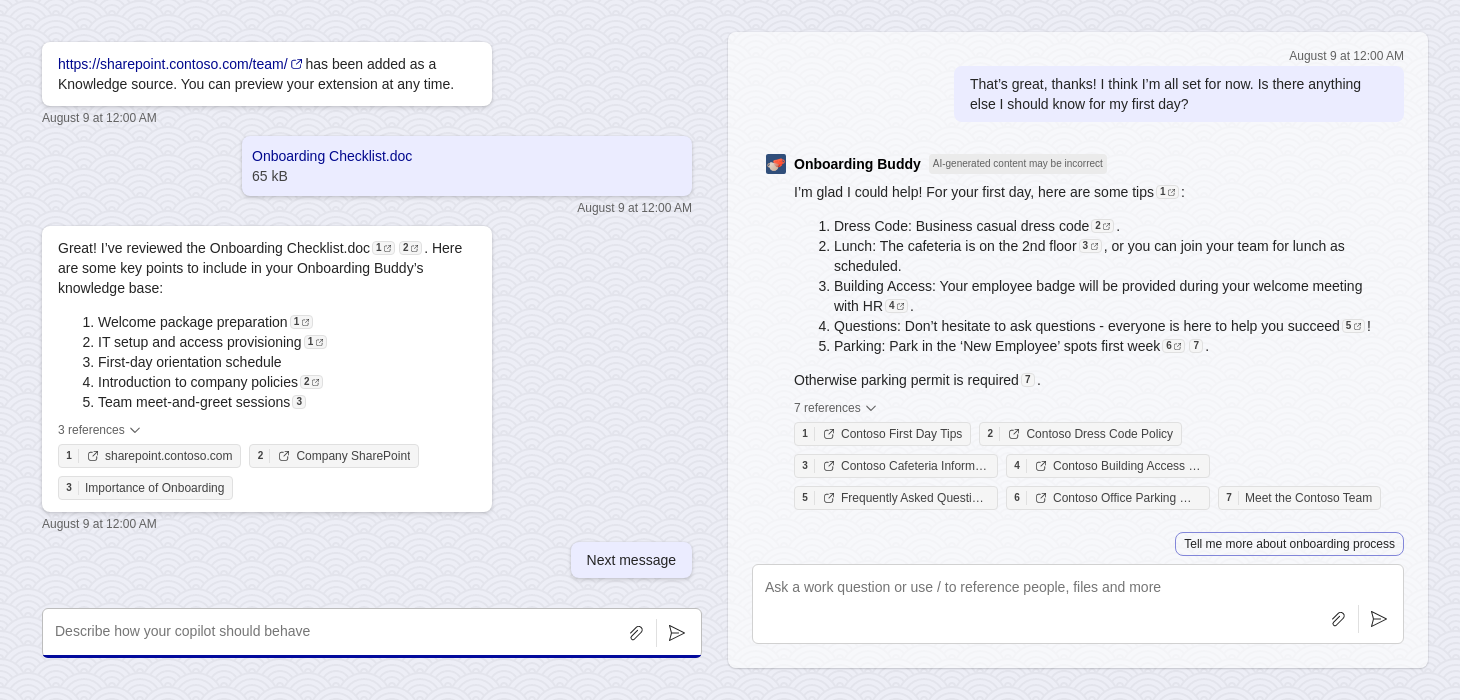 https://sharepoint.contoso.com/team/ has been added as a
Knowledge source. You can preview your extension at any time.
August 9 at 12:00 AM
Onboarding Checklist.doc
65 kB
August 9 at 12:00 AM
Great! I’ve reviewed the Onboarding Checklist.doc 1 2 . Here
are some key points to include in your Onboarding Buddy’s
knowledge base:
1. Welcome package preparation 1
2. IT setup and access provisioning 1
3. First-day orientation schedule
4. Introduction to company policies 2
5. Team meet-and-greet sessions 3
3 references
1 sharepoint.contoso.com 2 Company SharePoint
3 Importance of Onboarding
August 9 at 12:00 AM
Next message
Describe how your copilot should behave
August 9 at 12:00 AM
That’s great, thanks! I think I’m all set for now. Is there anything
else I should know for my first day?
Onboarding Buddy AI-generated content may be incorrect
I’m glad I could help! For your first day, here are some tips 1 :
1. Dress Code: Business casual dress code 2 .
2. Lunch: The cafeteria is on the 2nd floor 3 , or you can join your team for lunch as
scheduled.
3. Building Access: Your employee badge will be provided during your welcome meeting
with HR 4 .
4. Questions: Don’t hesitate to ask questions - everyone is here to help you succeed 5 !
5. Parking: Park in the ‘New Employee’ spots first week 6 7 .
Otherwise parking permit is required 7 .
7 references
1 Contoso First Day Tips 2 Contoso Dress Code Policy
3 Contoso Cafeteria Inform… 4 Contoso Building Access …
5 Frequently Asked Questi… 6 Contoso Office Parking … 7 Meet the Contoso Team
Tell me more about onboarding process
Ask a work question or use / to reference people, files and more